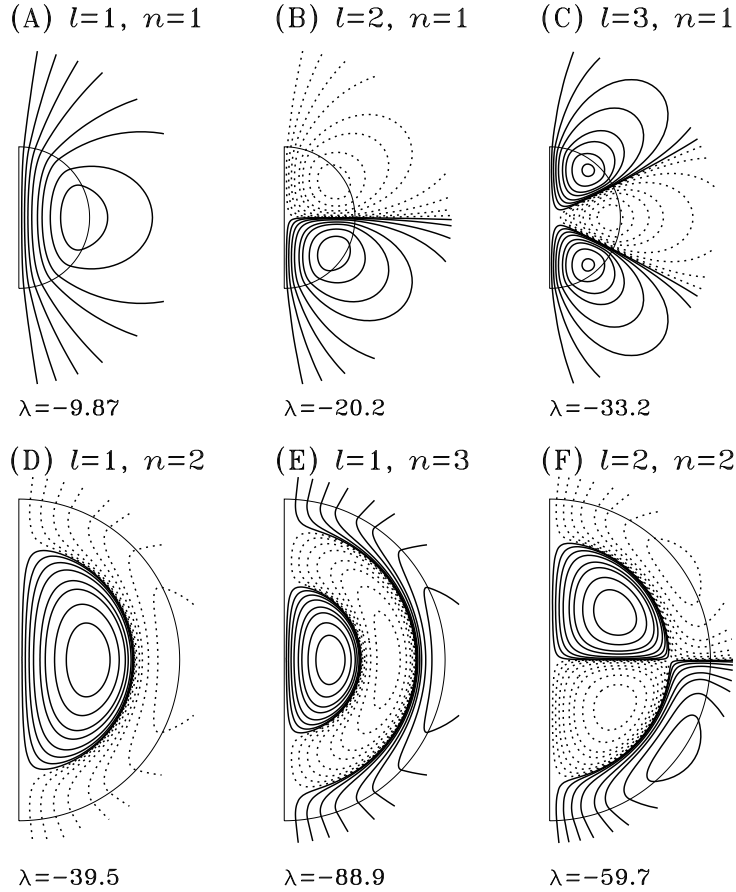 (A) l=1, n=1
(B) l=2, n=1
(C) l=3, n=1
λ=−9.87
λ=−20.2
λ=−33.2
(D) l=1, n=2
(E) l=1, n=3
(F) l=2, n=2
λ=−39.5
λ=−88.9
λ=−59.7